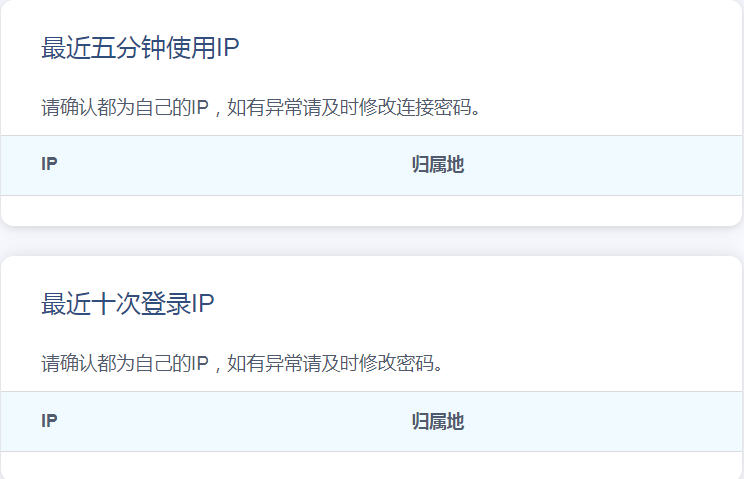 最近五分钟使用IP
请确认都为自己的IP，如有异常请及时修改连接密码。
IP 归属地
最近十次登录IP
请确认都为自己的IP，如有异常请及时修改密码。
IP 归属地